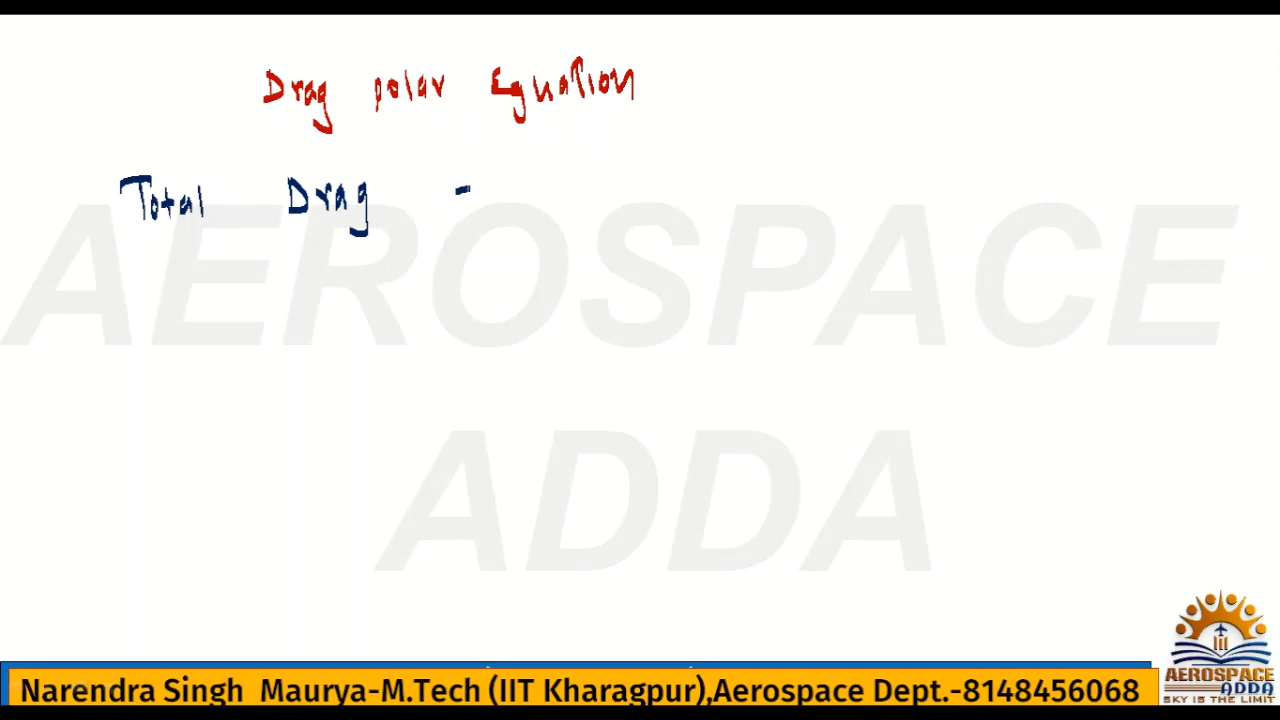 Drag polar Equation
Total Drag =
AEROSPACE
ADDA
Narendra Singh Maurya-M.Tech (IIT Kharagpur),Aerospace Dept.-8148456068
AEROSPACE
ADDA
SKY IS THE LIMIT